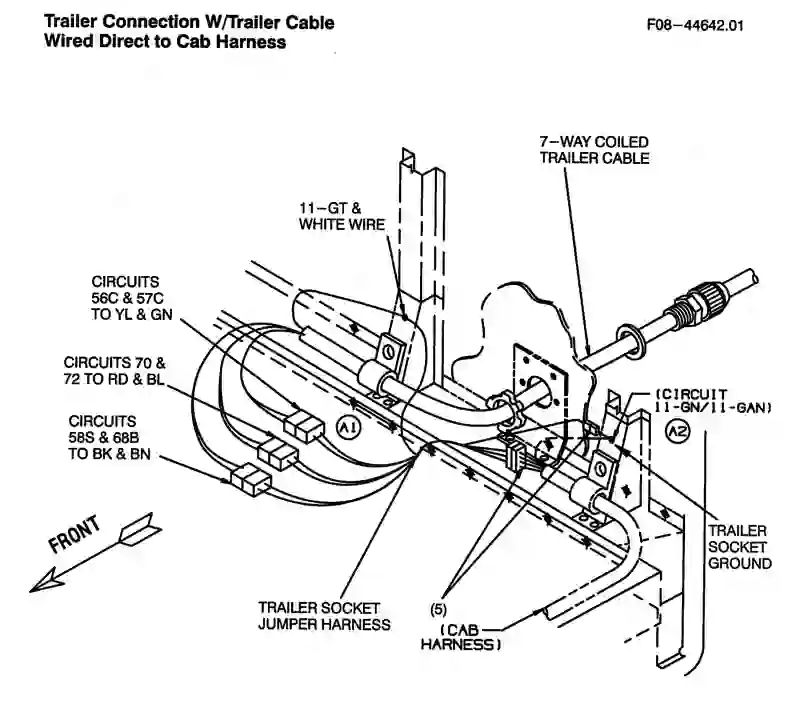 Trailer Connection W/Trailer Cable
Wired Direct to Cab Harness
F08-44642.01
7-WAY COILED
TRAILER CABLE
11-GT &
WHITE WIRE
CIRCUITS
56C & 57C
TO YL & GN
CIRCUITS 70 &
72 TO RD & BL
CIRCUITS
58S & 68B
TO BK & BN
A1
(CIRCUIT
11-GN/11-GAN)
A2
FRONT
TRAILER
SOCKET
GROUND
TRAILER SOCKET
JUMPER HARNESS
(5)
(CAB
HARNESS)